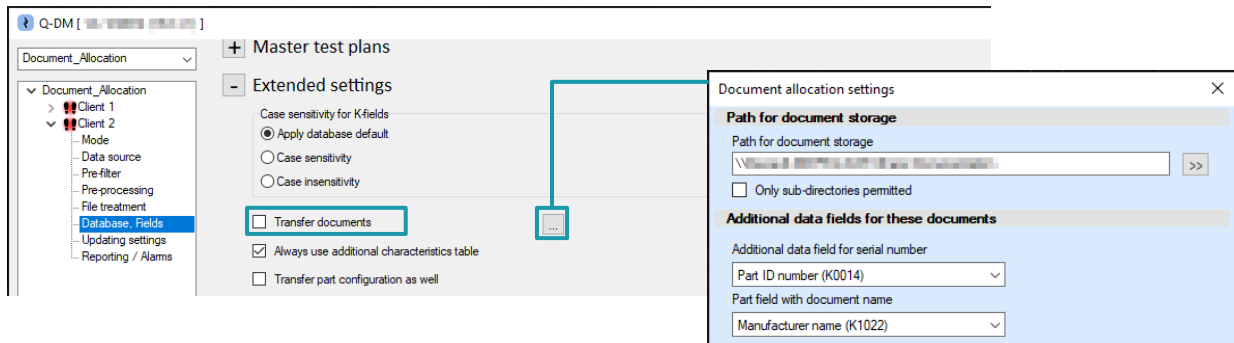 Q-DM [ ]
Document_Allocation
Document_Allocation
Client 1
Client 2
Mode
Data source
Pre-filter
Pre-processing
File treatment
Database, Fields
Updating settings
Reporting / Alarms
+ Master test plans
- Extended settings
Case sensitivity for K-fields
Apply database default
Case sensitivity
Case insensitivity
Transfer documents
...
Always use additional characteristics table
Transfer part configuration as well
Document allocation settings
Path for document storage
Path for document storage
\\
>>
Only sub-directories permitted
Additional data fields for these documents
Additional data field for serial number
Part ID number (K0014)
Part field with document name
Manufacturer name (K1022)